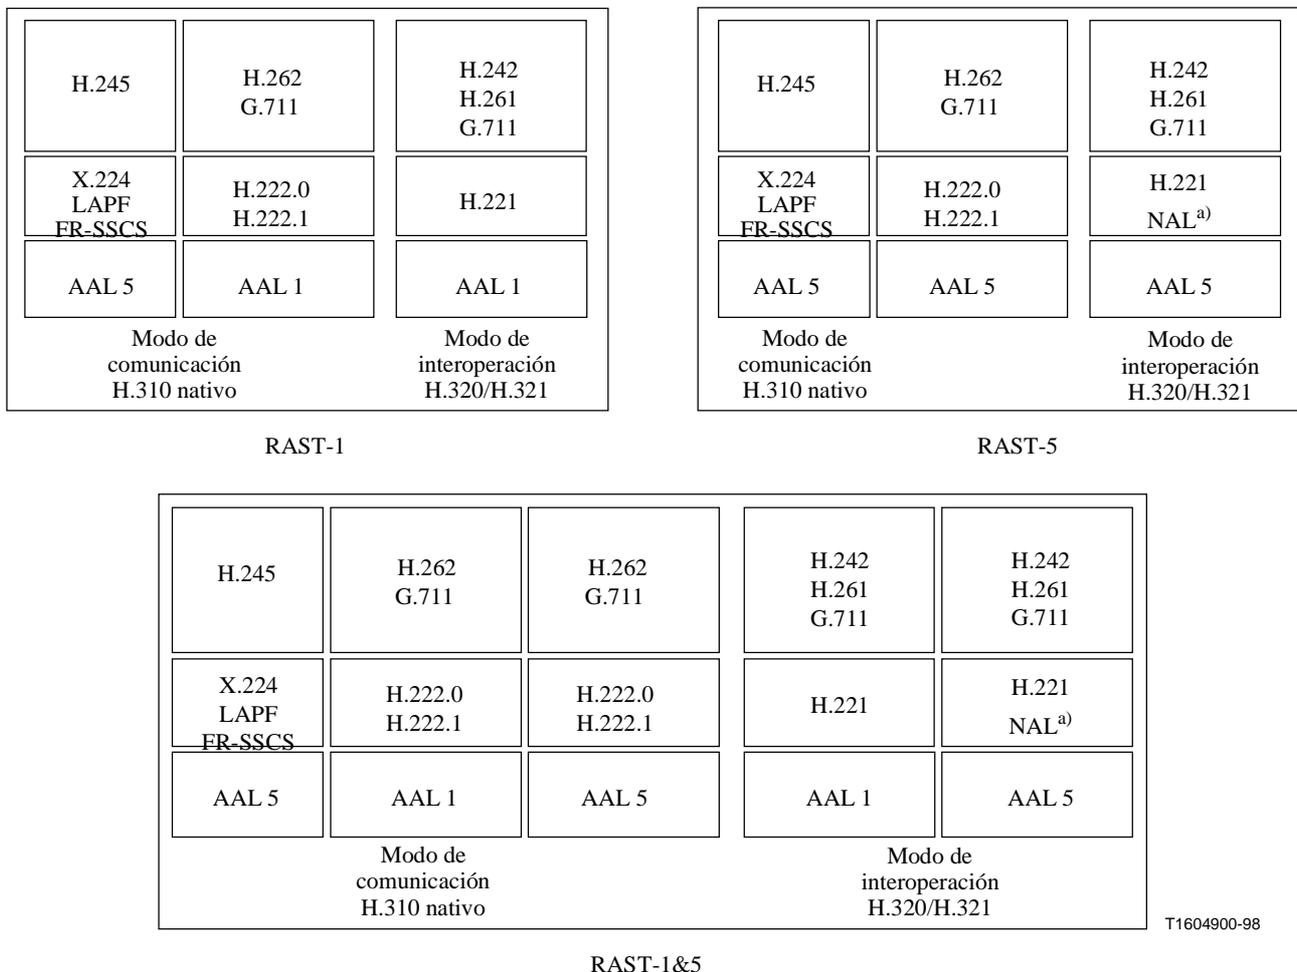 H.245
H.262
G.711
H.242
H.261
G.711
X.224
LAPF
FR-SSCS
H.222.0
H.222.1
H.221
AAL 5
AAL 1
AAL 1
Modo de
comunicación
H.310 nativo
Modo de
interoperación
H.320/H.321
RAST-1
H.245
H.262
G.711
H.242
H.261
G.711
X.224
LAPF
FR-SSCS
H.222.0
H.222.1
H.221
NALa)
AAL 5
AAL 5
AAL 5
Modo de
comunicación
H.310 nativo
Modo de
interoperación
H.320/H.321
RAST-5
H.245
H.262
G.711
H.262
G.711
H.242
H.261
G.711
H.242
H.261
G.711
X.224
LAPF
FR-SSCS
H.222.0
H.222.1
H.222.0
H.222.1
H.221
H.221
NALa)
AAL 5
AAL 1
AAL 5
AAL 1
AAL 5
Modo de
comunicación
H.310 nativo
Modo de
interoperación
H.320/H.321
T1604900-98
RAST-1&5